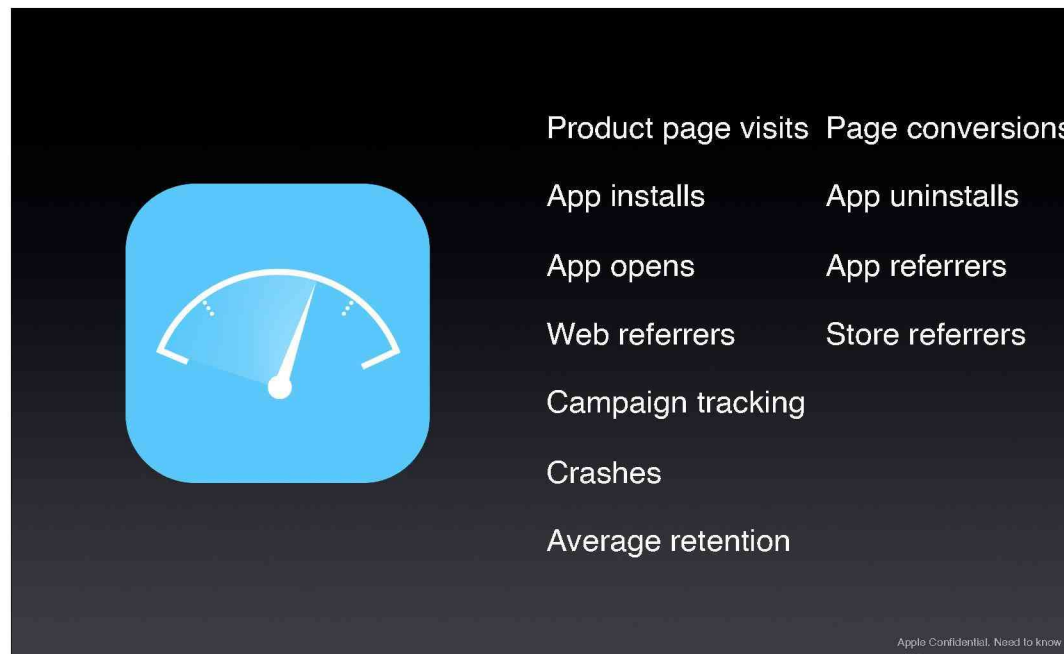 Product page visits Page conversions
App installs App uninstalls
App opens App referrers
Web referrers Store referrers
Campaign tracking
Crashes
Average retention
Apple Confidential. Need to know